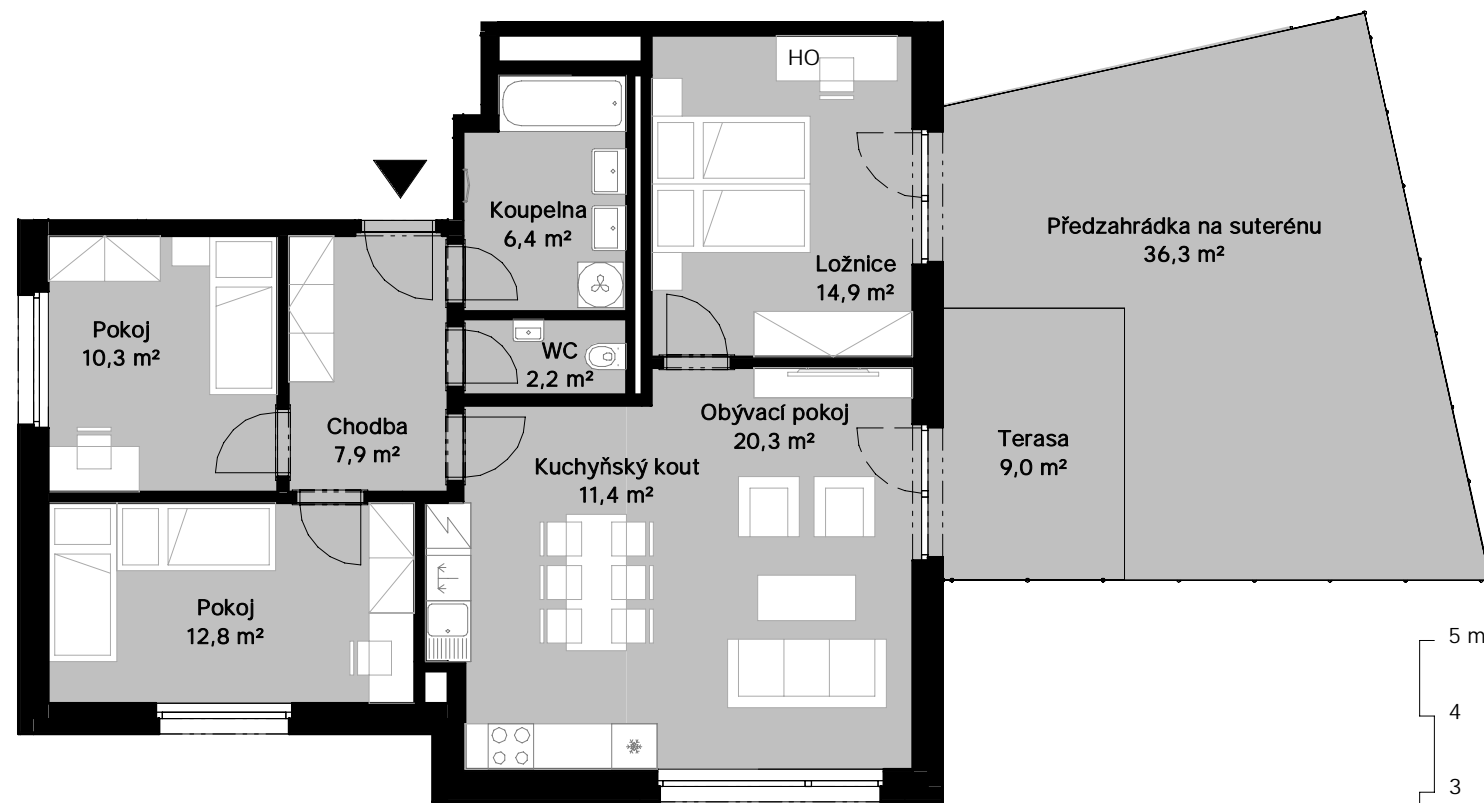 HO
Koupelna
6,4 m²
Ložnice
14,9 m²
Předzahrádka na suterénu
36,3 m²
Pokoj
10,3 m²
WC
2,2 m²
Chodba
7,9 m²
Obývací pokoj
20,3 m²
Kuchyňský kout
11,4 m²
Terasa
9,0 m²
Pokoj
12,8 m²
5 m
4
3